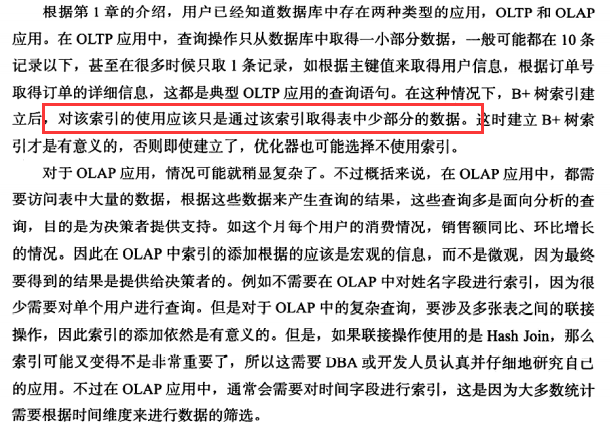 根据第 1 章的介绍，用户已经知道数据库中存在两种类型的应用，OLTP 和 OLAP
应用。在 OLTP 应用中，查询操作只从数据库中取得一小部分数据，一般可能都在 10 条
记录以下，甚至在很多时候只取 1 条记录，如根据主键值来取得用户信息，根据订单号
取得订单的详细信息，这都是典型 OLTP 应用的查询语句。在这种情况下，B+ 树索引建
立后，对该索引的使用应该只是通过该索引取得表中少部分的数据。这时建立 B+ 树索
引才是有意义的，否则即使建立了，优化器也可能选择不使用索引。
对于 OLAP 应用，情况可能就稍显复杂了。不过概括来说，在 OLAP 应用中，都需
要访问表中大量的数据，根据这些数据来产生查询的结果，这些查询多是面向分析的查
询，目的是为决策者提供支持。如这个月每个用户的消费情况，销售额同比、环比增长
的情况。因此在 OLAP 中索引的添加根据的应该是宏观的信息，而不是微观，因为最终
要得到的结果是提供给决策者的。例如不需要在 OLAP 中对姓名字段进行索引，因为很
少需要对单个用户进行查询。但是对于 OLAP 中的复杂查询，要涉及多张表之间的联接
操作，因此索引的添加依然是有意义的。但是，如果联接操作使用的是 Hash Join，那么
索引可能又变得不是非常重要了，所以这需要 DBA 或开发人员认真并仔细地研究自己
的应用。不过在 OLAP 应用中，通常会需要对时间字段进行索引，这是因为大多数统计
需要根据时间维度来进行数据的筛选。